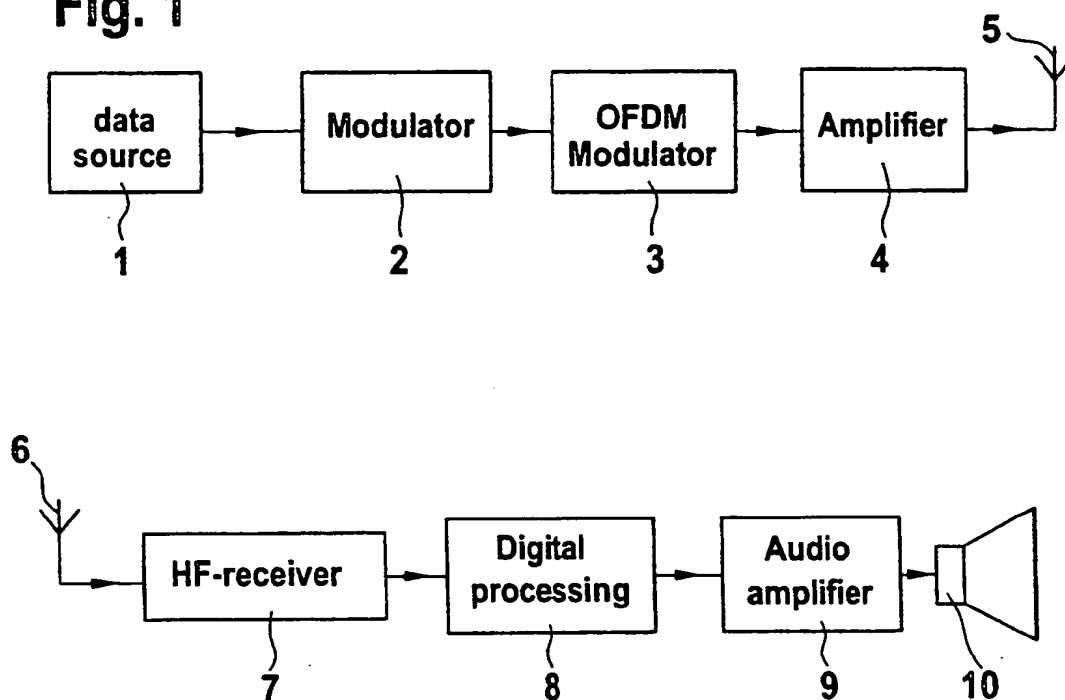 Fig. 1
5
data
source
Modulator
OFDM
Modulator
Amplifier
1
2
3
4
6
HF-receiver
Digital
processing
Audio
amplifier
7
8
9
10